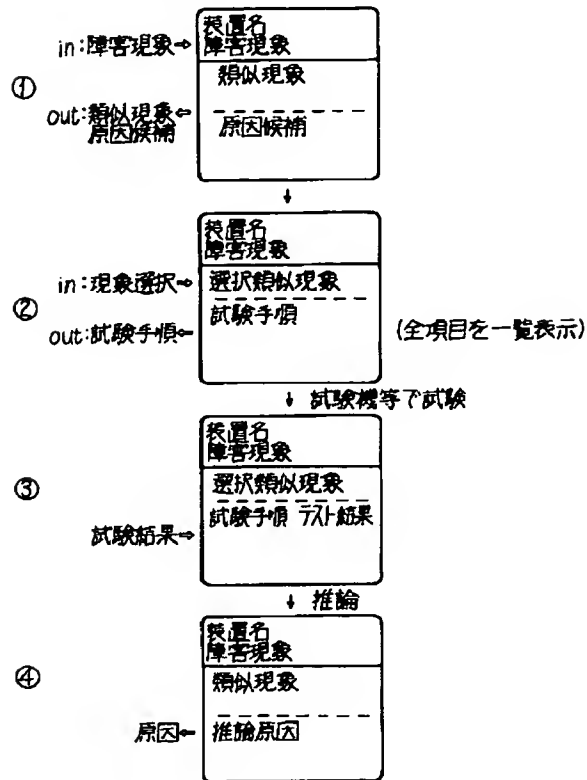 装置名
in:障害現象⇨ 障害現象
① 類似現象
out:類似現象⇦
原因候補 原因候補
↓
装置名
障害現象
in:現象選択⇨ 選択類似現象
② 試験手順
out:試験手順⇦ (全項目を一覧表示)
↓ 試験機等で試験
装置名
障害現象
③ 選択類似現象
試験手順 テスト結果
試験結果⇨
↓ 推論
装置名
障害現象
④ 類似現象
原因⇦ 推論原因